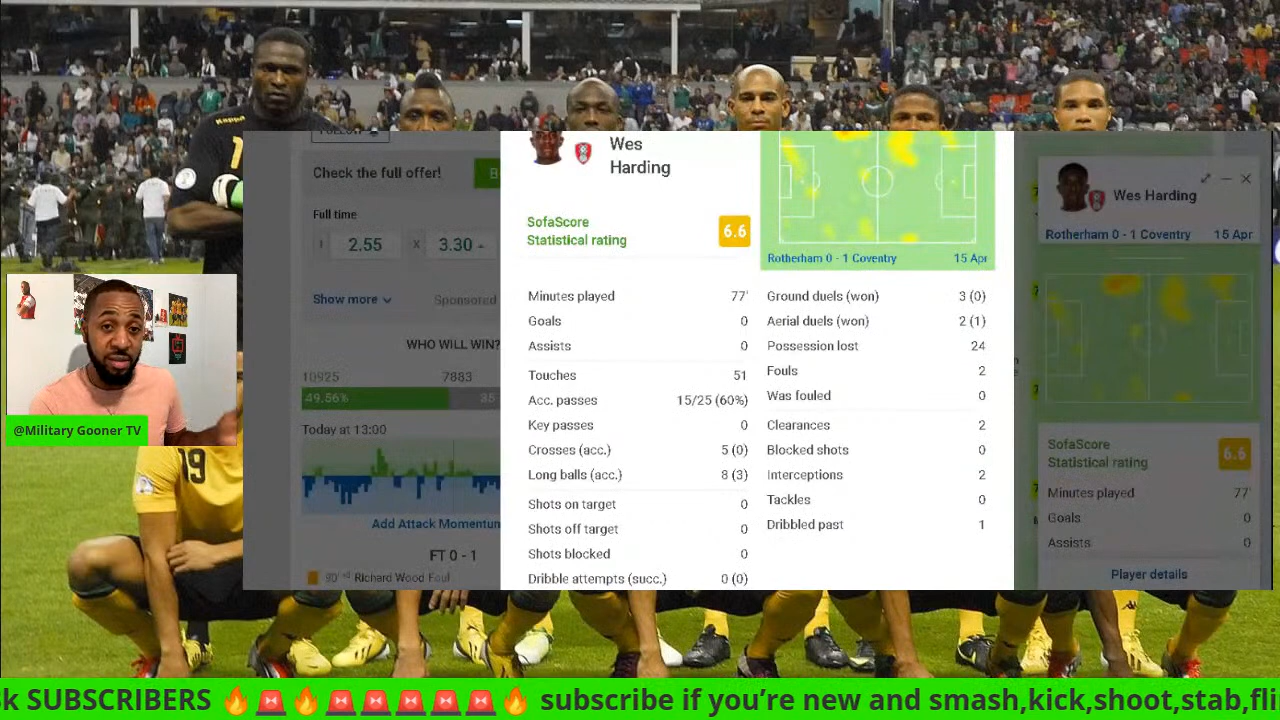 Check the full offer!
Full time
2.55 X 3.30
Show more
Sponsored
WHO WILL WIN?
10925 7883
49.56% 35
Today at 13:00
Add Attack Momentum
FT 0 - 1
90' Richard Wood Foul
Wes
Harding
SofaScore
Statistical rating
6.6
Minutes played 77'
Goals 0
Assists 0
Touches 51
Acc. passes 15/25 (60%)
Key passes 0
Crosses (acc.) 5 (0)
Long balls (acc.) 8 (3)
Shots on target 0
Shots off target 0
Shots blocked 0
Dribble attempts (succ.) 0 (0)
Rotherham 0 - 1 Coventry 15 Apr
Ground duels (won) 3 (0)
Aerial duels (won) 2 (1)
Possession lost 24
Fouls 2
Was fouled 0
Clearances 2
Blocked shots 0
Interceptions 2
Tackles 0
Dribbled past 1
Wes Harding
Rotherham 0 - 1 Coventry 15 Apr
SofaScore
Statistical rating
6.6
Minutes played 77'
Goals 0
Assists 0
Player details
@Military Gooner TV
19
k SUBSCRIBERS 🔥🚨🔥🚨🚨🚨🚨🚨🔥 subscribe if you’re new and smash,kick,shoot,stab,fli